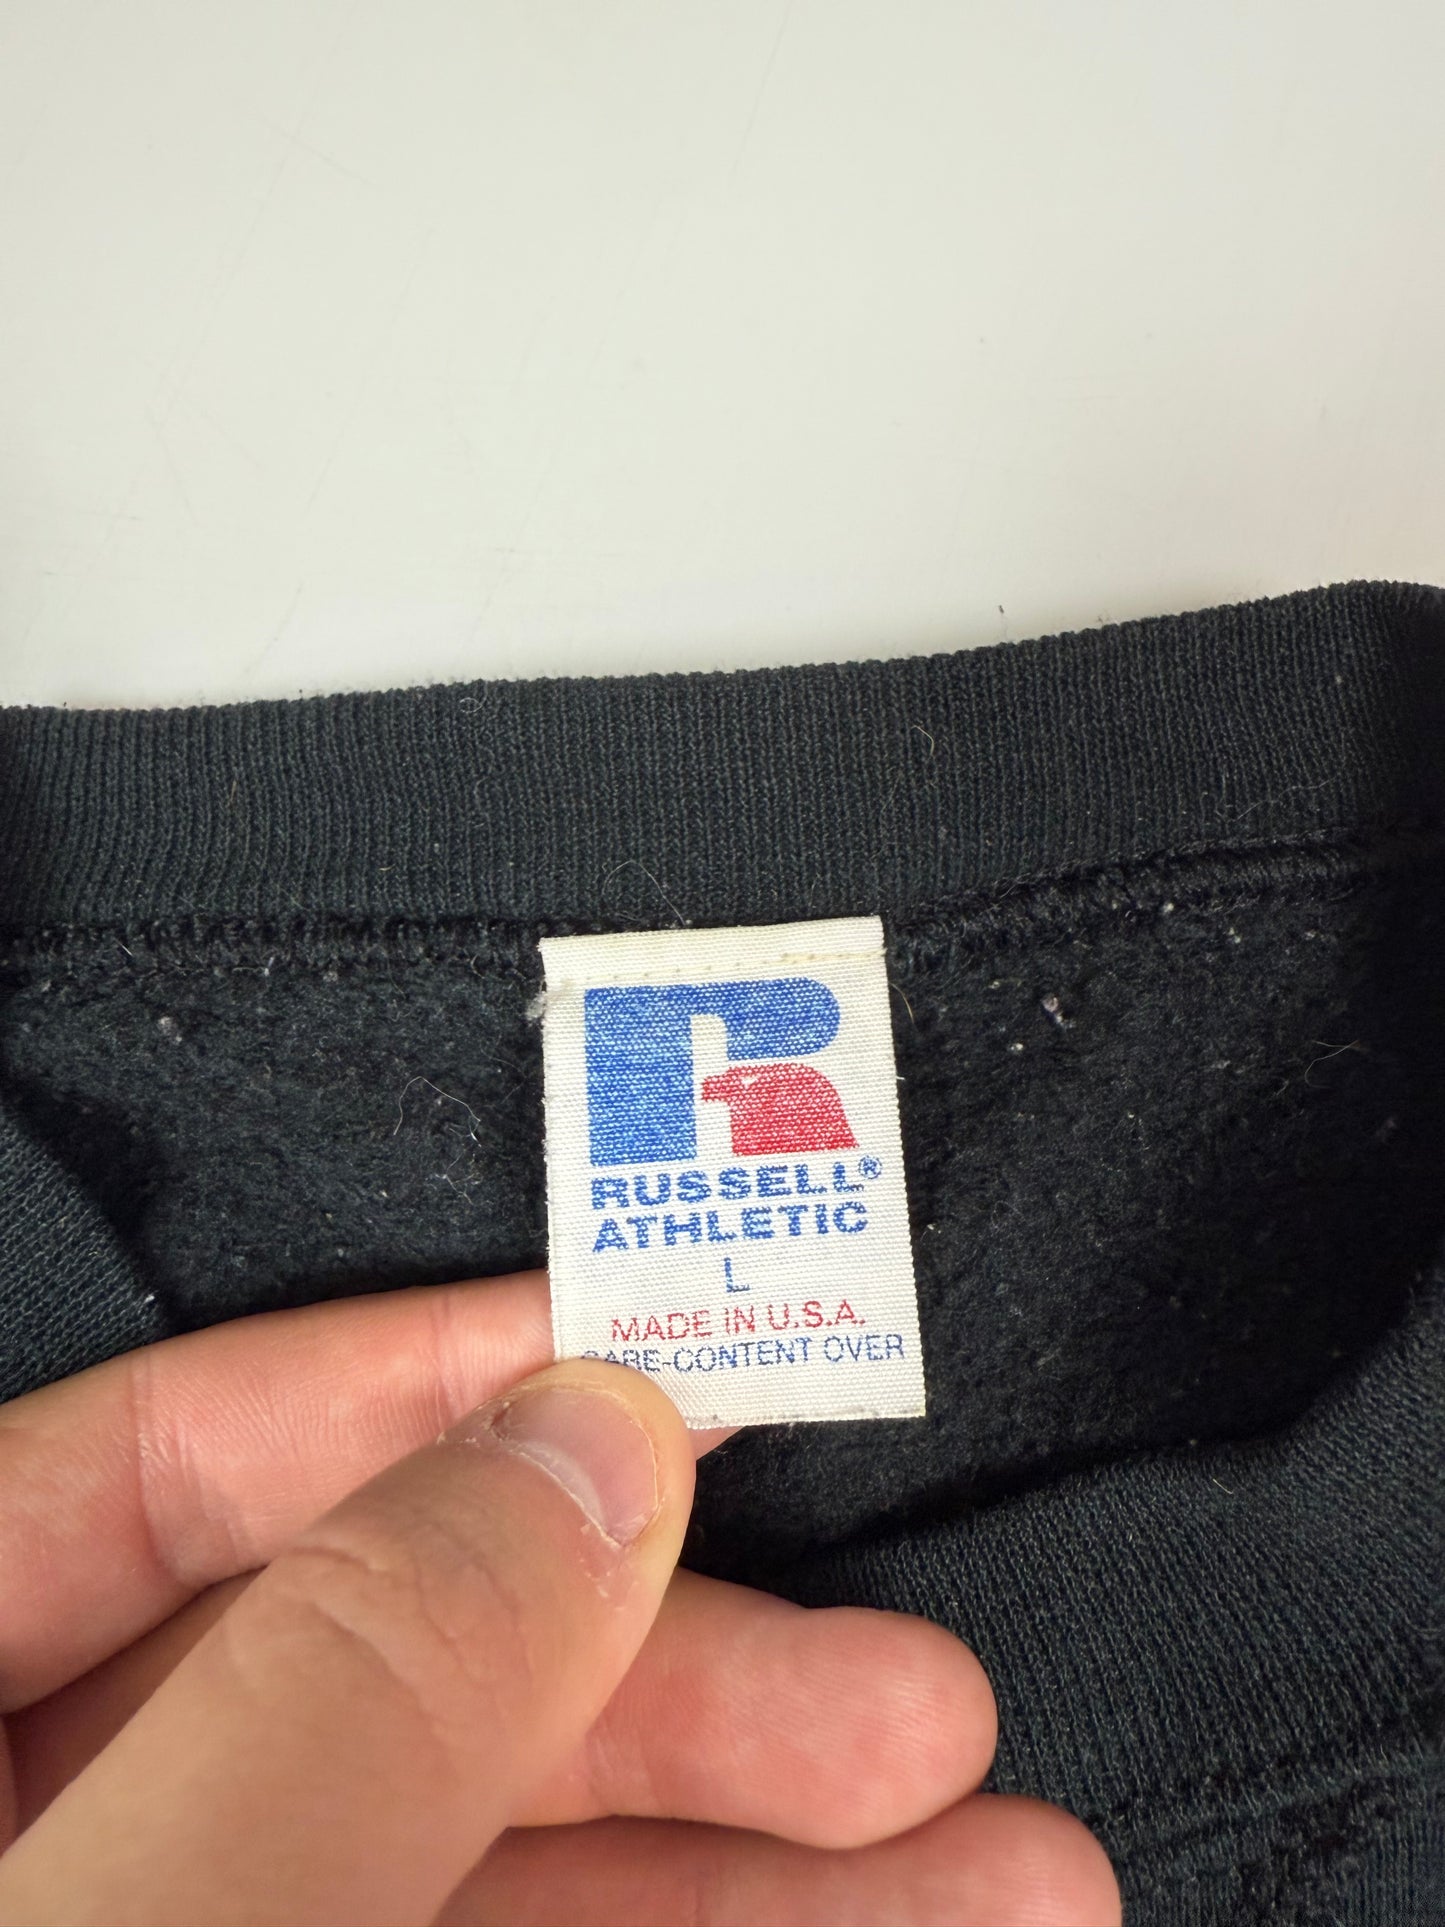 R
RUSSELL®
ATHLETIC
L
MADE IN U.S.A.
CARE-CONTENT OVER